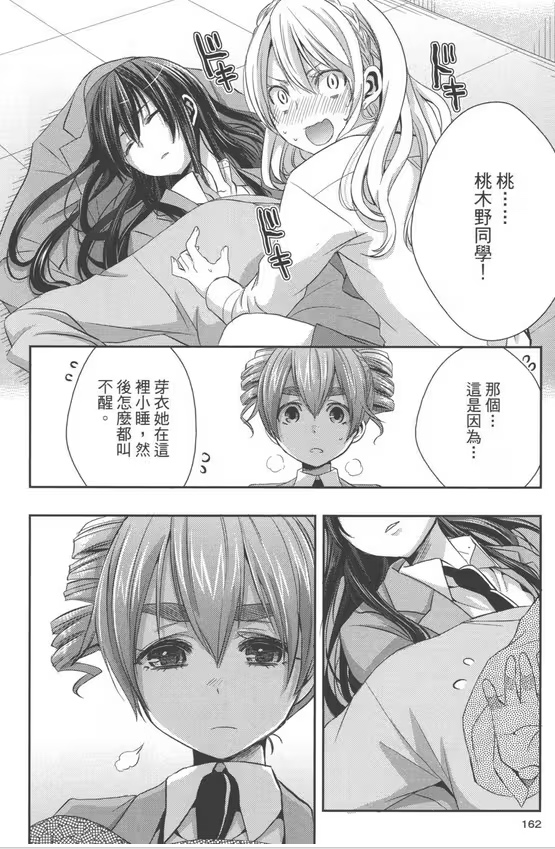 桃……
桃木野同學！
ドキ
ドキ
ドキ
那個…
這是因為…
芽衣她在這
裡小睡，然
後怎麼都叫
不醒。
162